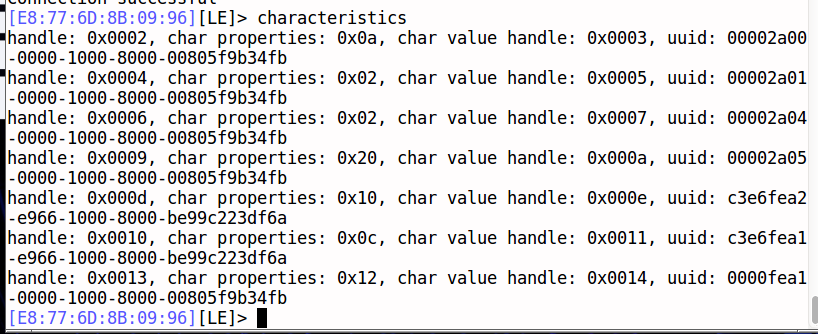 Connection successful
[E8:77:6D:8B:09:96][LE]> characteristics
handle: 0x0002, char properties: 0x0a, char value handle: 0x0003, uuid: 00002a00
-0000-1000-8000-00805f9b34fb
handle: 0x0004, char properties: 0x02, char value handle: 0x0005, uuid: 00002a01
-0000-1000-8000-00805f9b34fb
handle: 0x0006, char properties: 0x02, char value handle: 0x0007, uuid: 00002a04
-0000-1000-8000-00805f9b34fb
handle: 0x0009, char properties: 0x20, char value handle: 0x000a, uuid: 00002a05
-0000-1000-8000-00805f9b34fb
handle: 0x000d, char properties: 0x10, char value handle: 0x000e, uuid: c3e6fea2
-e966-1000-8000-be99c223df6a
handle: 0x0010, char properties: 0x0c, char value handle: 0x0011, uuid: c3e6fea1
-e966-1000-8000-be99c223df6a
handle: 0x0013, char properties: 0x12, char value handle: 0x0014, uuid: 0000fea1
-0000-1000-8000-00805f9b34fb
[E8:77:6D:8B:09:96][LE]>